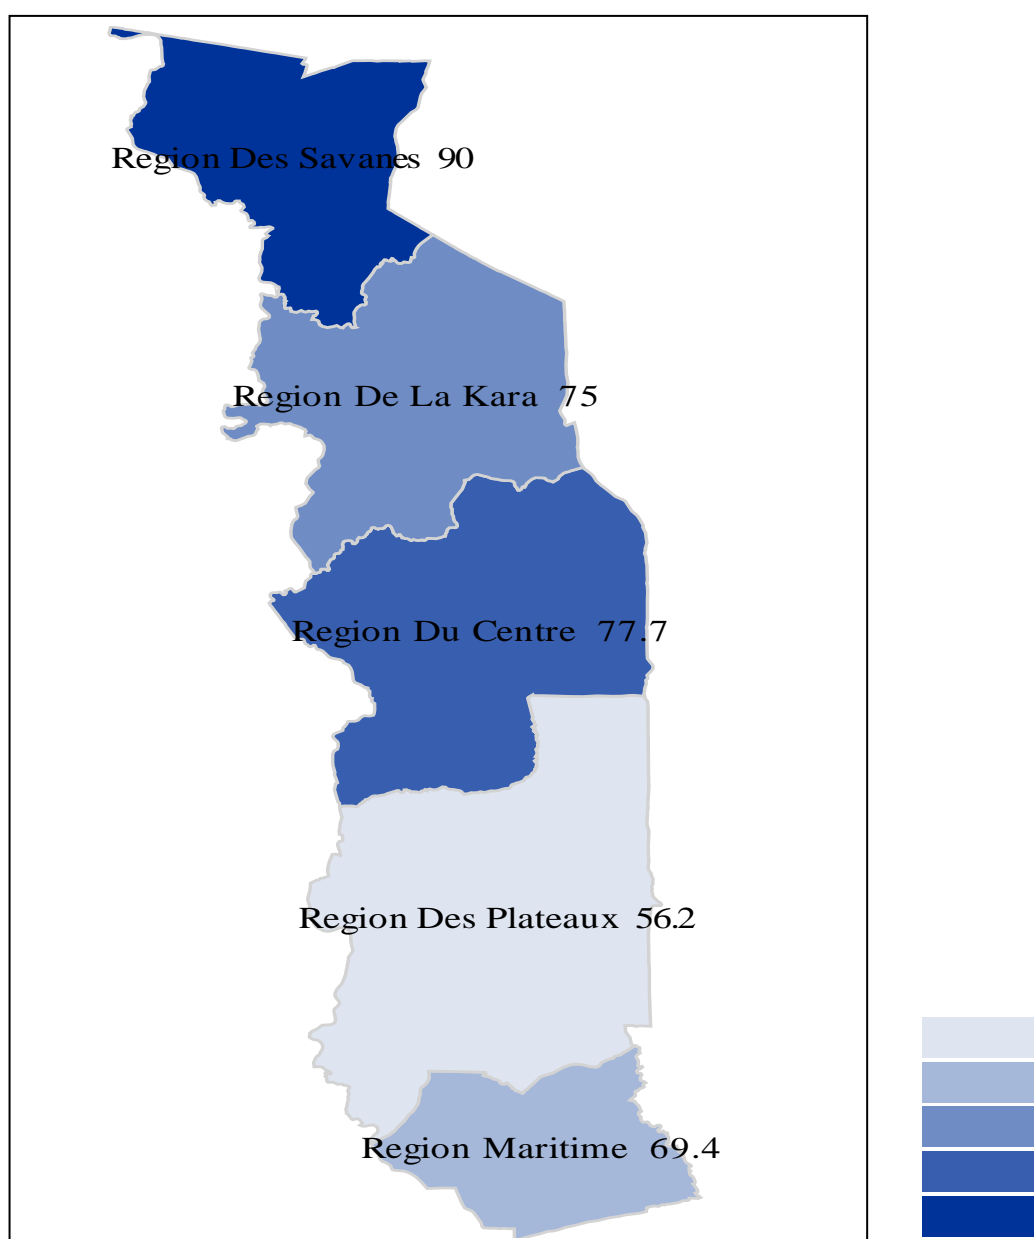 Region Des Savanes 90
Region De La Kara 75
Region Du Centre 77.7
Region Des Plateaux 56.2
Region Maritime 69.4